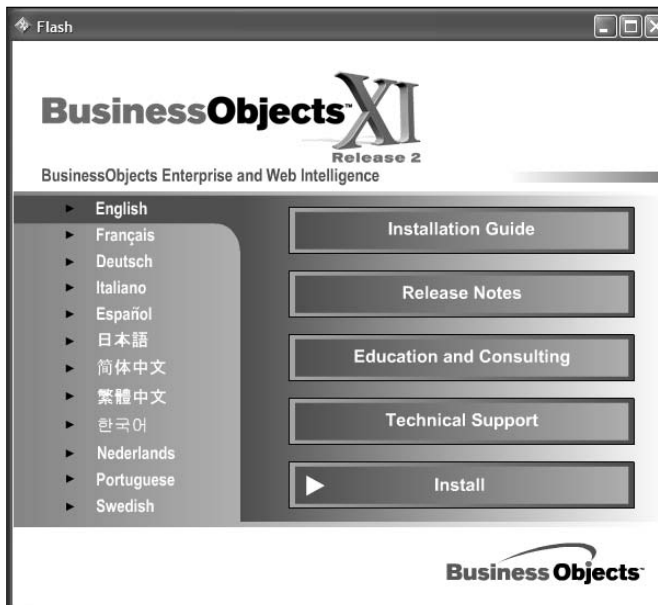 Flash
BusinessObjects™ XI
Release 2
BusinessObjects Enterprise and Web Intelligence
English
Français
Deutsch
Italiano
Español
日本語
简体中文
繁體中文
한국어
Nederlands
Portuguese
Swedish
Installation Guide
Release Notes
Education and Consulting
Technical Support
Install
Business Objects™